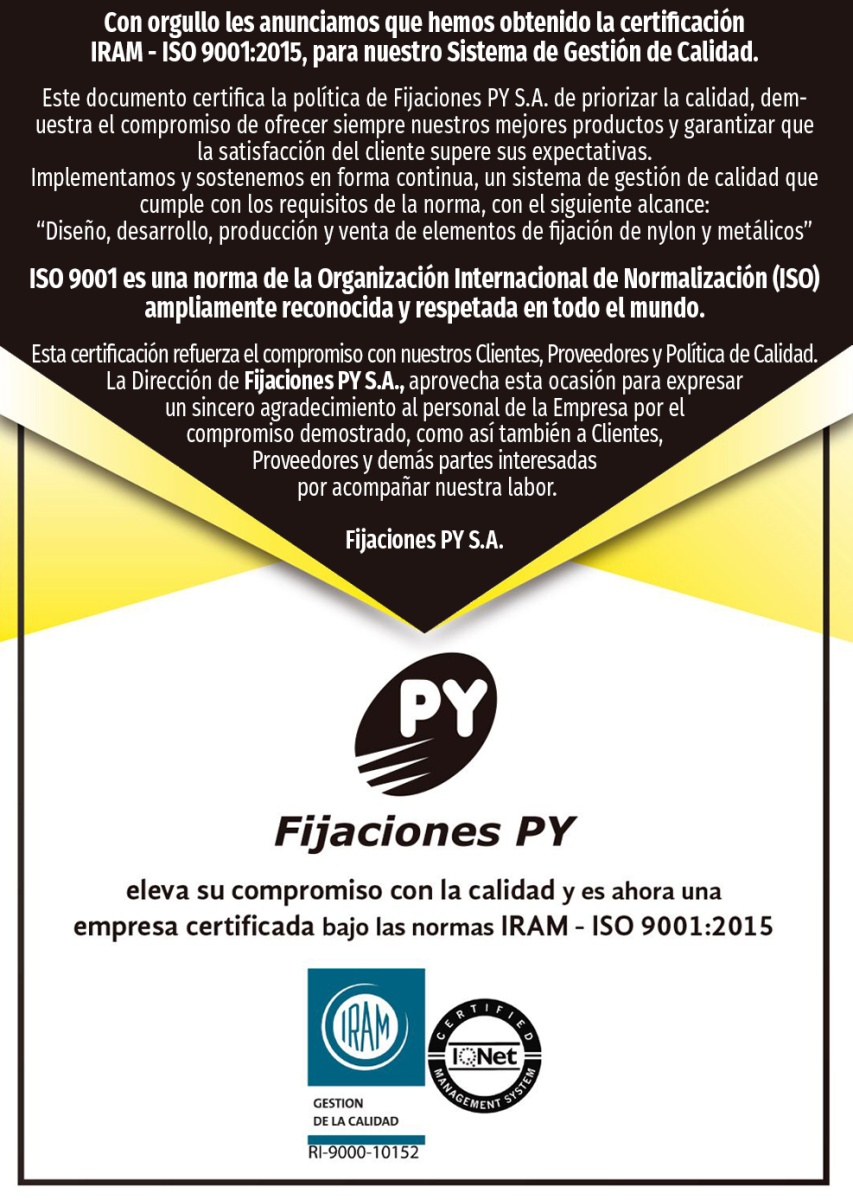 Con orgullo les anunciamos que hemos obtenido la certificación
IRAM - ISO 9001:2015, para nuestro Sistema de Gestión de Calidad.
Este documento certifica la política de Fijaciones PY S.A. de priorizar la calidad, dem-
uestra el compromiso de ofrecer siempre nuestros mejores productos y garantizar que
la satisfacción del cliente supere sus expectativas.
Implementamos y sostenemos en forma continua, un sistema de gestión de calidad que
cumple con los requisitos de la norma, con el siguiente alcance:
“Diseño, desarrollo, producción y venta de elementos de fijación de nylon y metálicos”
ISO 9001 es una norma de la Organización Internacional de Normalización (ISO)
ampliamente reconocida y respetada en todo el mundo.
Esta certificación refuerza el compromiso con nuestros Clientes, Proveedores y Política de Calidad.
La Dirección de Fijaciones PY S.A., aprovecha esta ocasión para expresar
un sincero agradecimiento al personal de la Empresa por el
compromiso demostrado, como así también a Clientes,
Proveedores y demás partes interesadas
por acompañar nuestra labor.
Fijaciones PY S.A.
PY
Fijaciones PY
eleva su compromiso con la calidad y es ahora una
empresa certificada bajo las normas IRAM - ISO 9001:2015
IRAM
GESTION
DE LA CALIDAD
RI-9000-10152
CERTIFIED
IQNet
MANAGEMENT SYSTEM